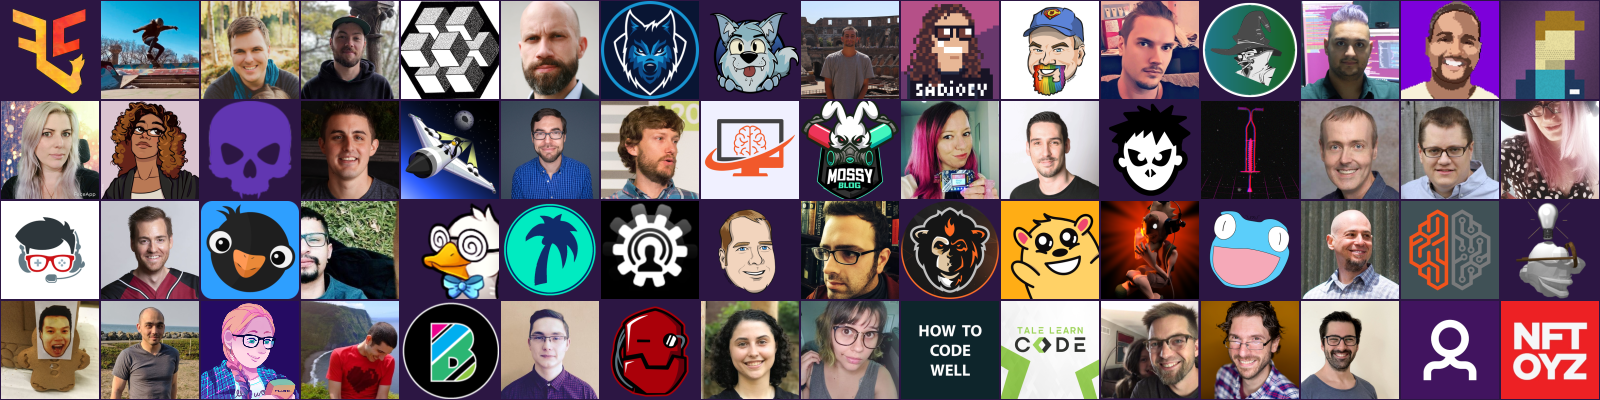 SADJOEY
MOSSY
BLOG
HOW TO
CODE
WELL
TALE LEARN
CODE
NFT
OYZ